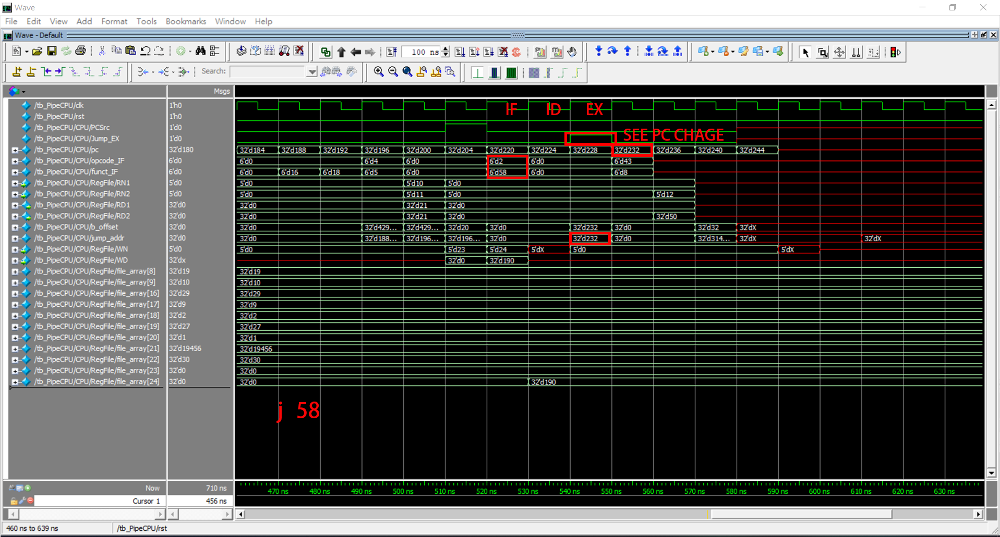 Wave
File Edit View Add Format Tools Bookmarks Window Help
Wave - Default
100 ns
Search:
Msgs
/tb_PipeCPU/clk 1'h0
/tb_PipeCPU/rst 1'h0
IF ID EX
/tb_PipeCPU/CPU/PCSrc 1'd0
/tb_PipeCPU/CPU/Jump_EX 1'd0
SEE PC CHAGE
/tb_PipeCPU/CPU/pc 32'd180 32'd184 32'd188 32'd192 32'd196 32'd200 32'd204 32'd220 32'd224 32'd228 32'd232 32'd236 32'd240 32'd244
/tb_PipeCPU/CPU/opcode_IF 6'd0 6'd0 6'd4 6'd0 6'd2 6'd0 6'd43
/tb_PipeCPU/CPU/funct_IF 6'd0 6'd0 6'd16 6'd18 6'd5 6'd0 6'd58 6'd0 6'd8
/tb_PipeCPU/CPU/RegFile/RN1 5'd0 5'd0 5'd10 5'd0
/tb_PipeCPU/CPU/RegFile/RN2 5'd0 5'd0 5'd11 5'd0 5'd12
/tb_PipeCPU/CPU/RegFile/RD1 32'd0 32'd0 32'd21 32'd0
/tb_PipeCPU/CPU/RegFile/RD2 32'd0 32'd0 32'd21 32'd0 32'd50
/tb_PipeCPU/CPU/b_offset 32'd0 32'd0 32'd429... 32'd429... 32'd20 32'd0 32'd232 32'd0 32'd32 32'dX
/tb_PipeCPU/CPU/jump_addr 32'd0 32'd0 32'd188... 32'd196... 32'd196... 32'd0 32'd232 32'd0 32'd314... 32'dX 32'dX
/tb_PipeCPU/CPU/RegFile/WN 5'd0 5'd0 5'd23 5'd24 5'dX 5'd0 5'dX
/tb_PipeCPU/CPU/RegFile/WD 32'dx 32'd0 32'd190
/tb_PipeCPU/CPU/RegFile/file_array[8] 32'd19 32'd19
/tb_PipeCPU/CPU/RegFile/file_array[9] 32'd10 32'd10
/tb_PipeCPU/CPU/RegFile/file_array[16] 32'd29 32'd29
/tb_PipeCPU/CPU/RegFile/file_array[17] 32'd9 32'd9
/tb_PipeCPU/CPU/RegFile/file_array[18] 32'd2 32'd2
/tb_PipeCPU/CPU/RegFile/file_array[19] 32'd27 32'd27
/tb_PipeCPU/CPU/RegFile/file_array[20] 32'd1 32'd1
/tb_PipeCPU/CPU/RegFile/file_array[21] 32'd19456 32'd19456
/tb_PipeCPU/CPU/RegFile/file_array[22] 32'd30 32'd30
/tb_PipeCPU/CPU/RegFile/file_array[23] 32'd0 32'd0
/tb_PipeCPU/CPU/RegFile/file_array[24] 32'd0 32'd0 32'd190
j 58
Now 710 ns
470 ns 480 ns 490 ns 500 ns 510 ns 520 ns 530 ns 540 ns 550 ns 560 ns 570 ns 580 ns 590 ns 600 ns 610 ns 620 ns 630 ns
Cursor 1 456 ns
460 ns to 639 ns /tb_PipeCPU/rst